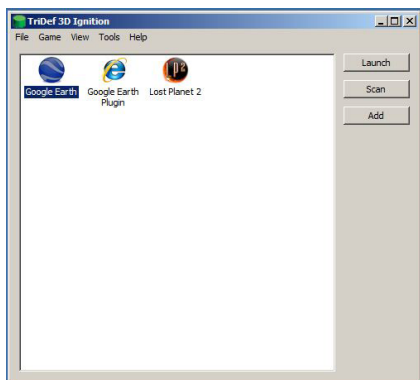 TriDef 3D Ignition
File Game View Tools Help
Google Earth
Google Earth Plugin
Lost Planet 2
Launch
Scan
Add